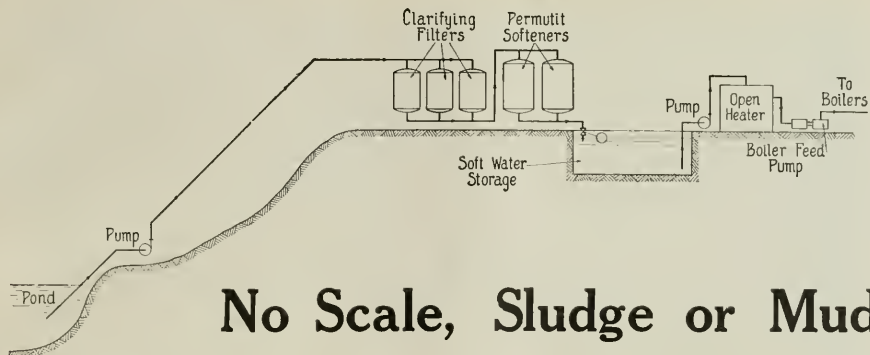 Clarifying
Filters
Permutit
Softeners
Pump
Open
Heater
To
Boilers
Boiler Feed
Pump
Soft Water
Storage
Pump
Pond
No Scale, Sludge or Mud